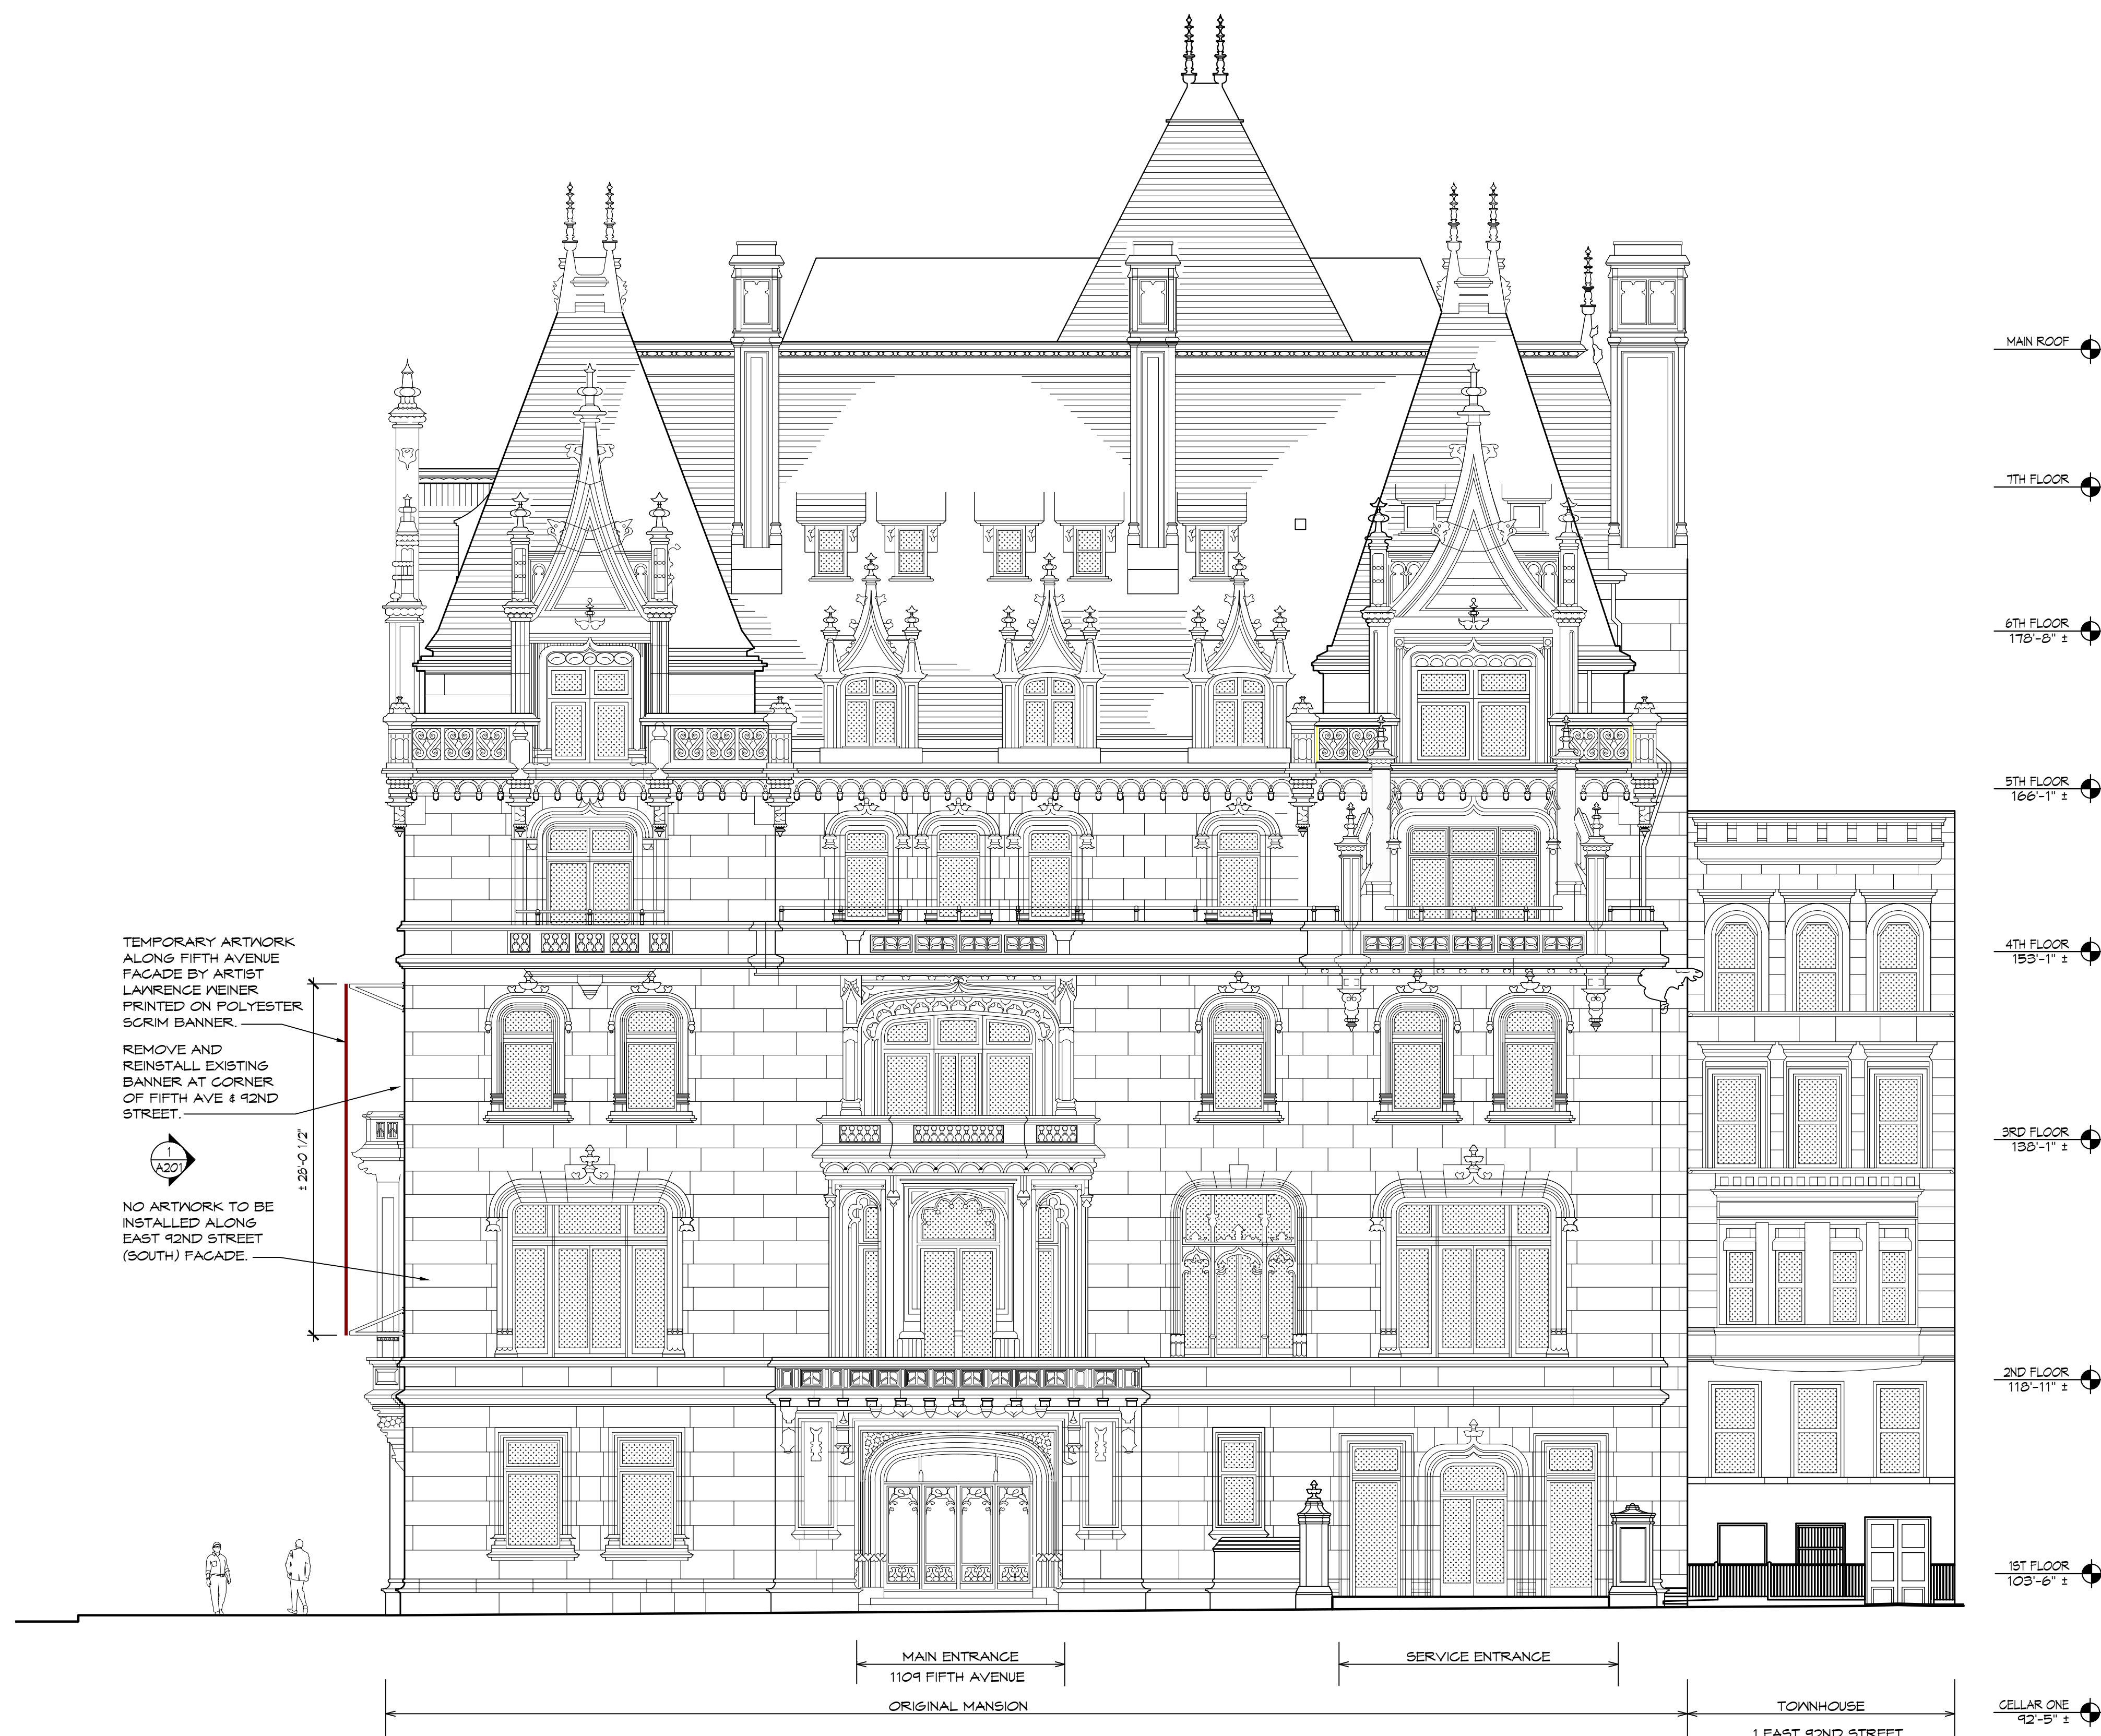 MAIN ROOF
7TH FLOOR
6TH FLOOR
178'-8" ±
5TH FLOOR
166'-1" ±
4TH FLOOR
153'-1" ±
3RD FLOOR
138'-1" ±
2ND FLOOR
118'-11" ±
1ST FLOOR
103'-6" ±
CELLAR ONE
92'-5" ±
TEMPORARY ARTWORK
ALONG FIFTH AVENUE
FACADE BY ARTIST
LAWRENCE WEINER
PRINTED ON POLYESTER
SCRIM BANNER.
REMOVE AND
REINSTALL EXISTING
BANNER AT CORNER
OF FIFTH AVE & 92ND
STREET.
1
A201
± 28'-0 1/2"
NO ARTWORK TO BE
INSTALLED ALONG
EAST 92ND STREET
(SOUTH) FACADE.
MAIN ENTRANCE
1109 FIFTH AVENUE
SERVICE ENTRANCE
ORIGINAL MANSION
TOWNHOUSE
1 EAST 92ND STREET